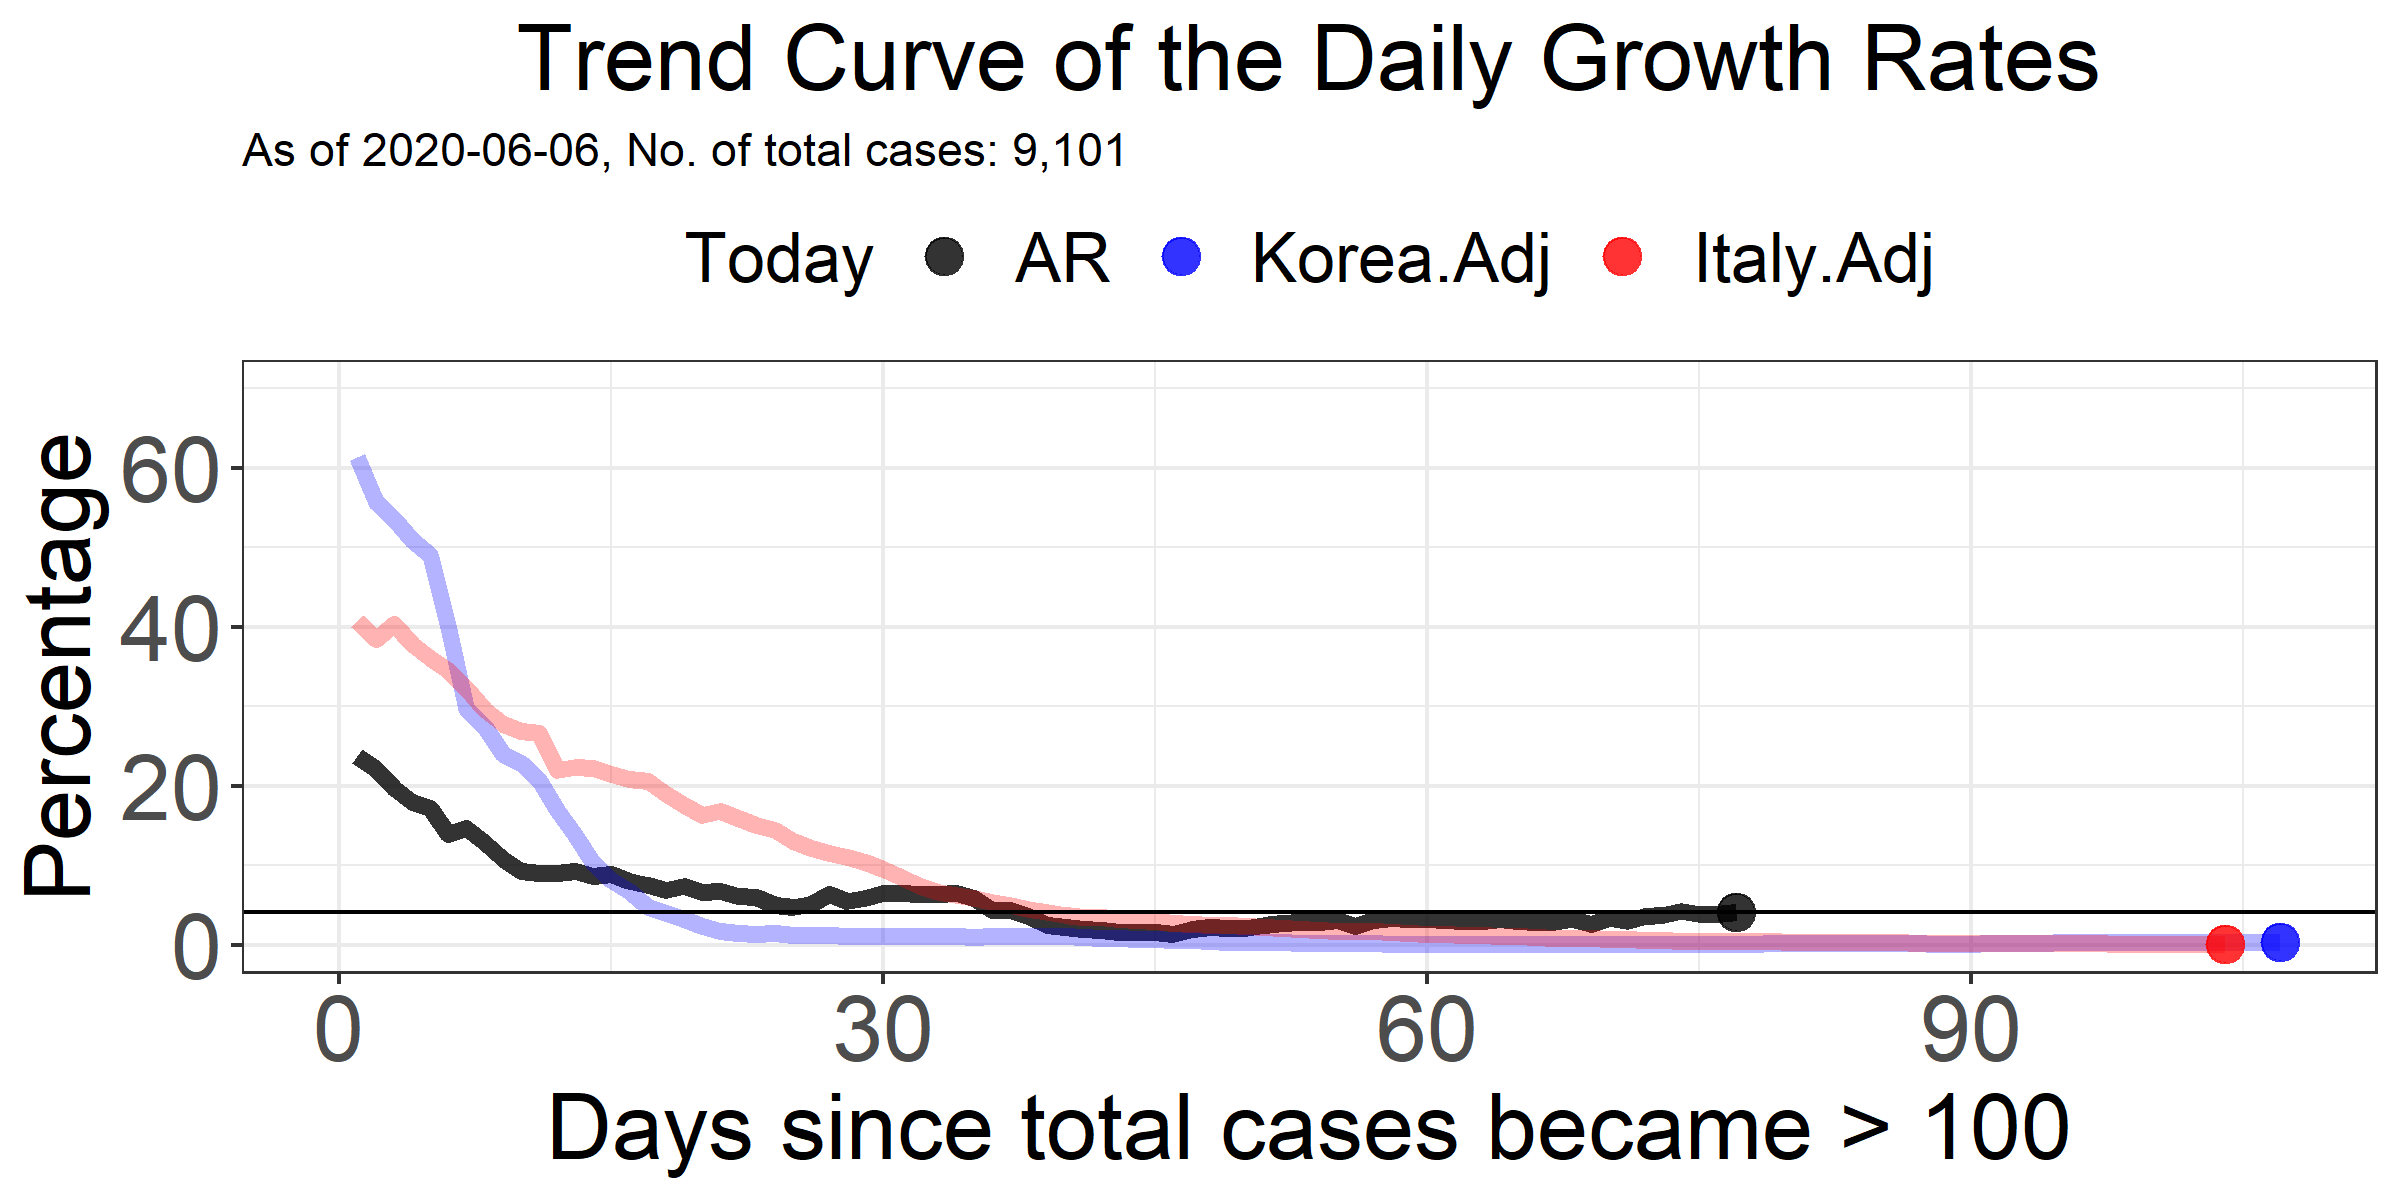 Trend Curve of the Daily Growth Rates
As of 2020-06-06, No. of total cases: 9,101
Today AR Korea.Adj Italy.Adj
Percentage
60
40
20
0
0 30 60 90
Days since total cases became > 100